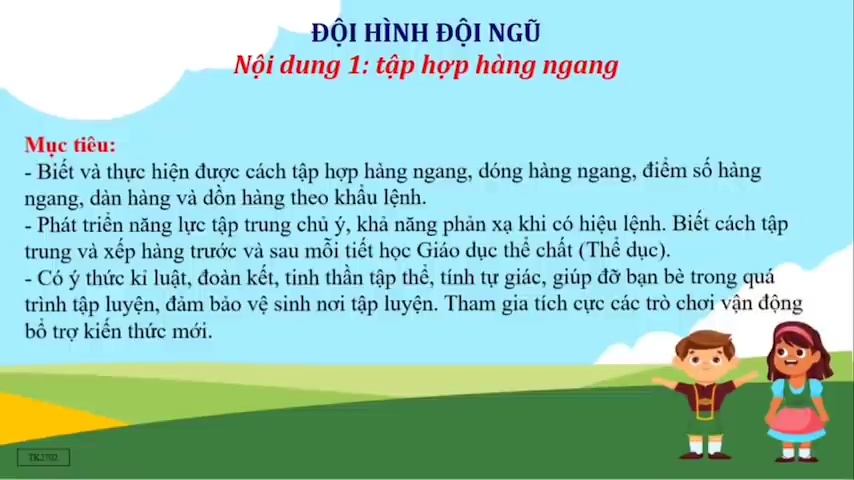 ĐỘI HÌNH ĐỘI NGŨ
Nội dung 1: tập hợp hàng ngang
Mục tiêu:
- Biết và thực hiện được cách tập hợp hàng ngang, dóng hàng ngang, điểm số hàng
ngang, dàn hàng và dồn hàng theo khẩu lệnh.
- Phát triển năng lực tập trung chủ ý, khả năng phản xạ khi có hiệu lệnh. Biết cách tập
trung và xếp hàng trước và sau mỗi tiết học Giáo dục thể chất (Thể dục).
- Có ý thức kỉ luật, đoàn kết, tinh thần tập thể, tính tự giác, giúp đỡ bạn bè trong quá
trình tập luyện, đảm bảo vệ sinh nơi tập luyện. Tham gia tích cực các trò chơi vận động
bổ trợ kiến thức mới.